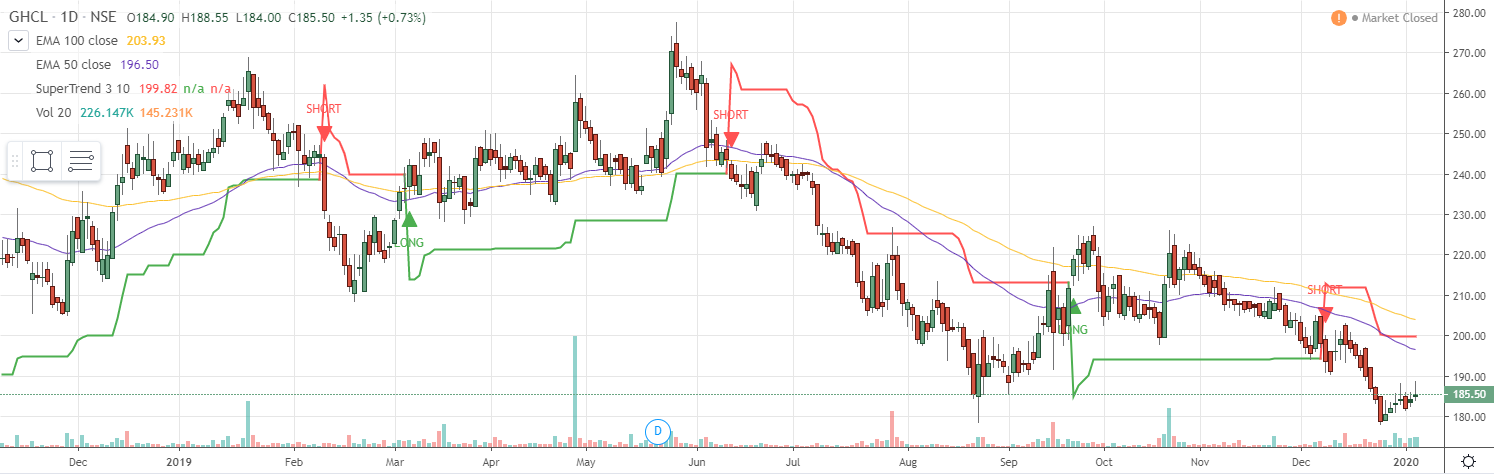 GHCL · 1D · NSE O184.90 H188.55 L184.00 C185.50 +1.35 (+0.73%)
Market Closed
EMA 100 close 203.93
EMA 50 close 196.50
SuperTrend 3 10 199.82 n/a n/a
Vol 20 226.147K 145.231K
280.00
270.00
260.00
250.00
240.00
230.00
220.00
210.00
200.00
190.00
185.50
180.00
SHORT
LONG
SHORT
LONG
SHORT
D
Dec 2019 Feb Mar Apr May Jun Jul Aug Sep Oct Nov Dec 2020